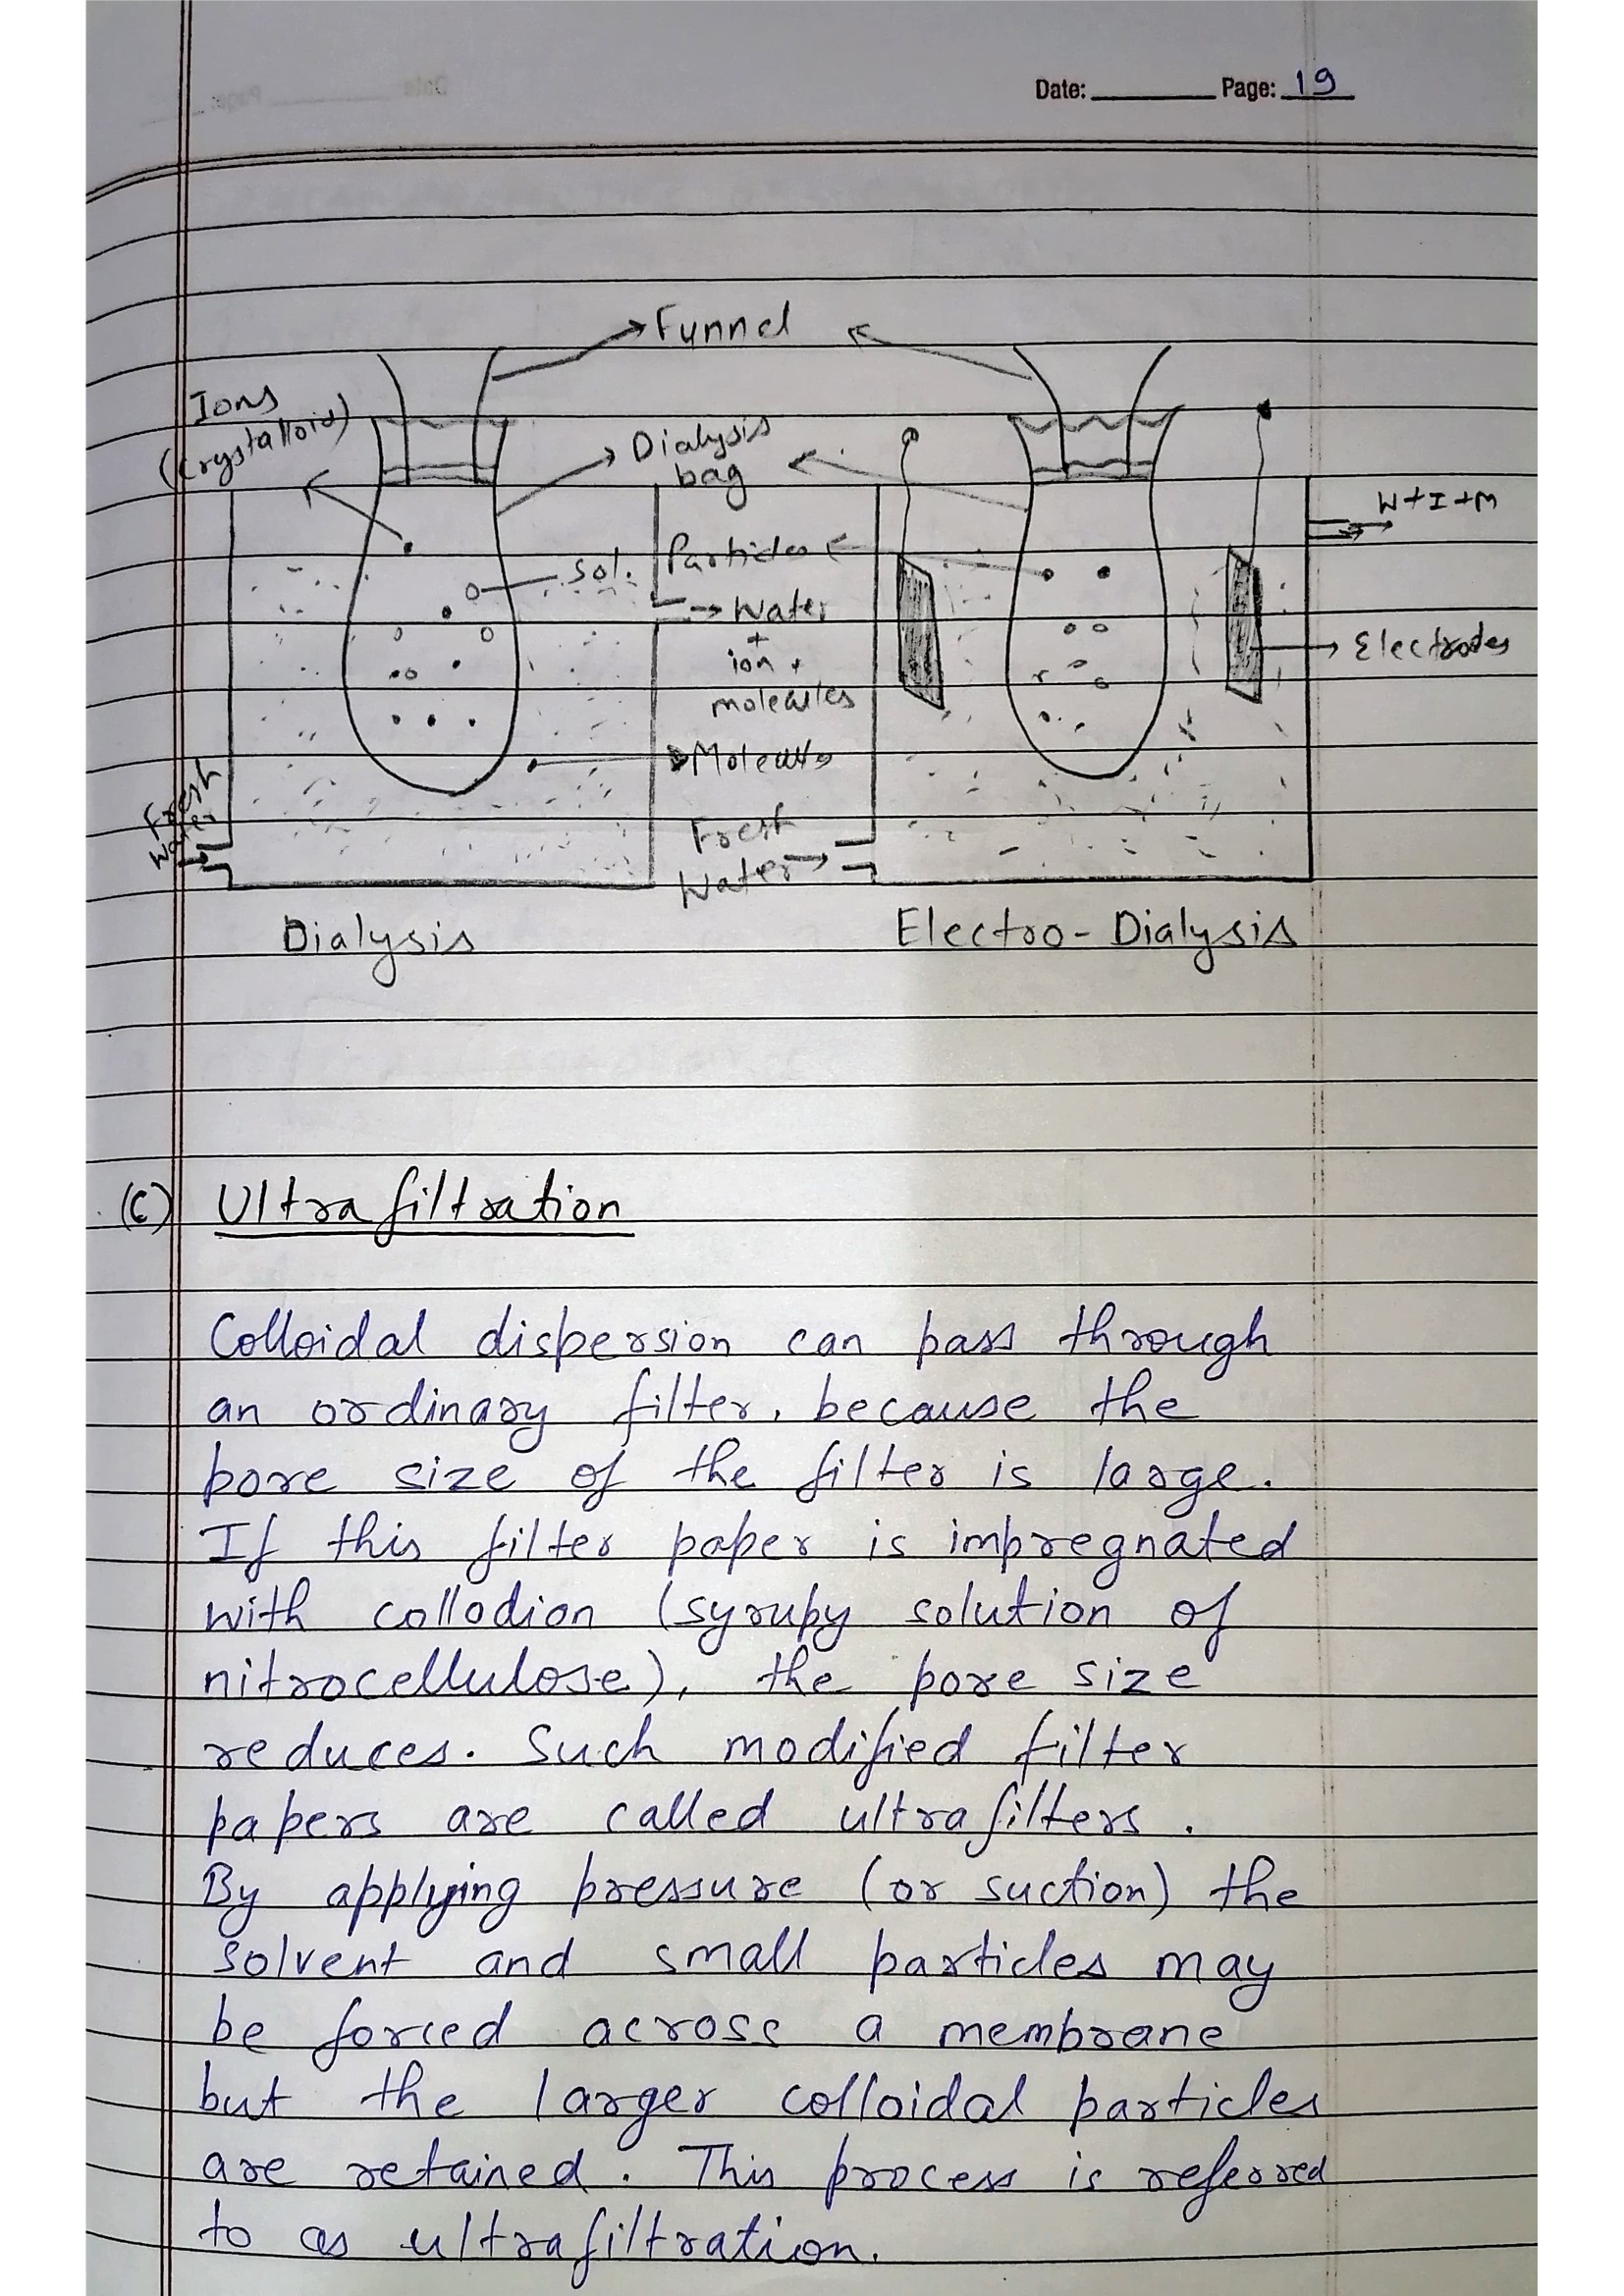 Date: Page: 19
Funnel
Ions
(Crystalloid)
Dialysis
bag
W+I+M
Sol. Particles
Water
+
ion +
molecules
Electrodes
Molecules
Fresh
Water
Fresh
Water
Dialysis Electro-Dialysis
(C) Ultrafiltration
Colloidal dispersion can pass through
an ordinary filter, because the
pore size of the filter is large.
If this filter paper is impregnated
with collodion (syrupy solution of
nitrocellulose), the pore size
reduces. Such modified filter
papers are called ultrafilters.
By applying pressure (or suction) the
solvent and small particles may
be forced across a membrane
but the larger colloidal particles
are retained. This process is referred
to as ultrafiltration.